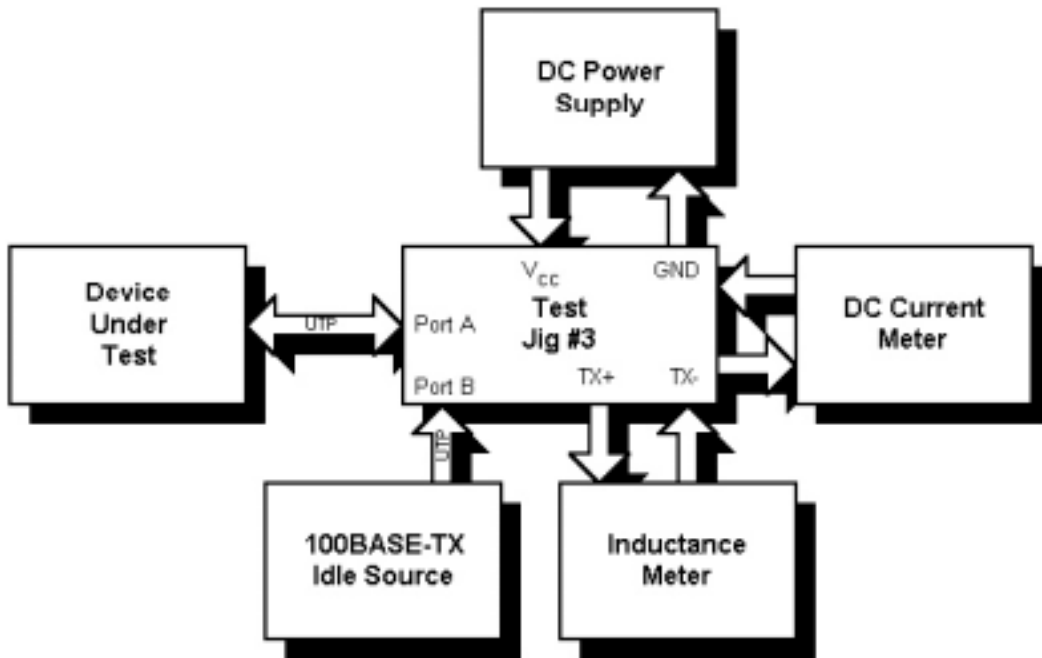 DC Power
Supply
Device
Under
Test
UTP
VCC
GND
Port A
Test
Jig #3
Port B
TX+
TX-
DC Current
Meter
UTP
100BASE-TX
Idle Source
Inductance
Meter